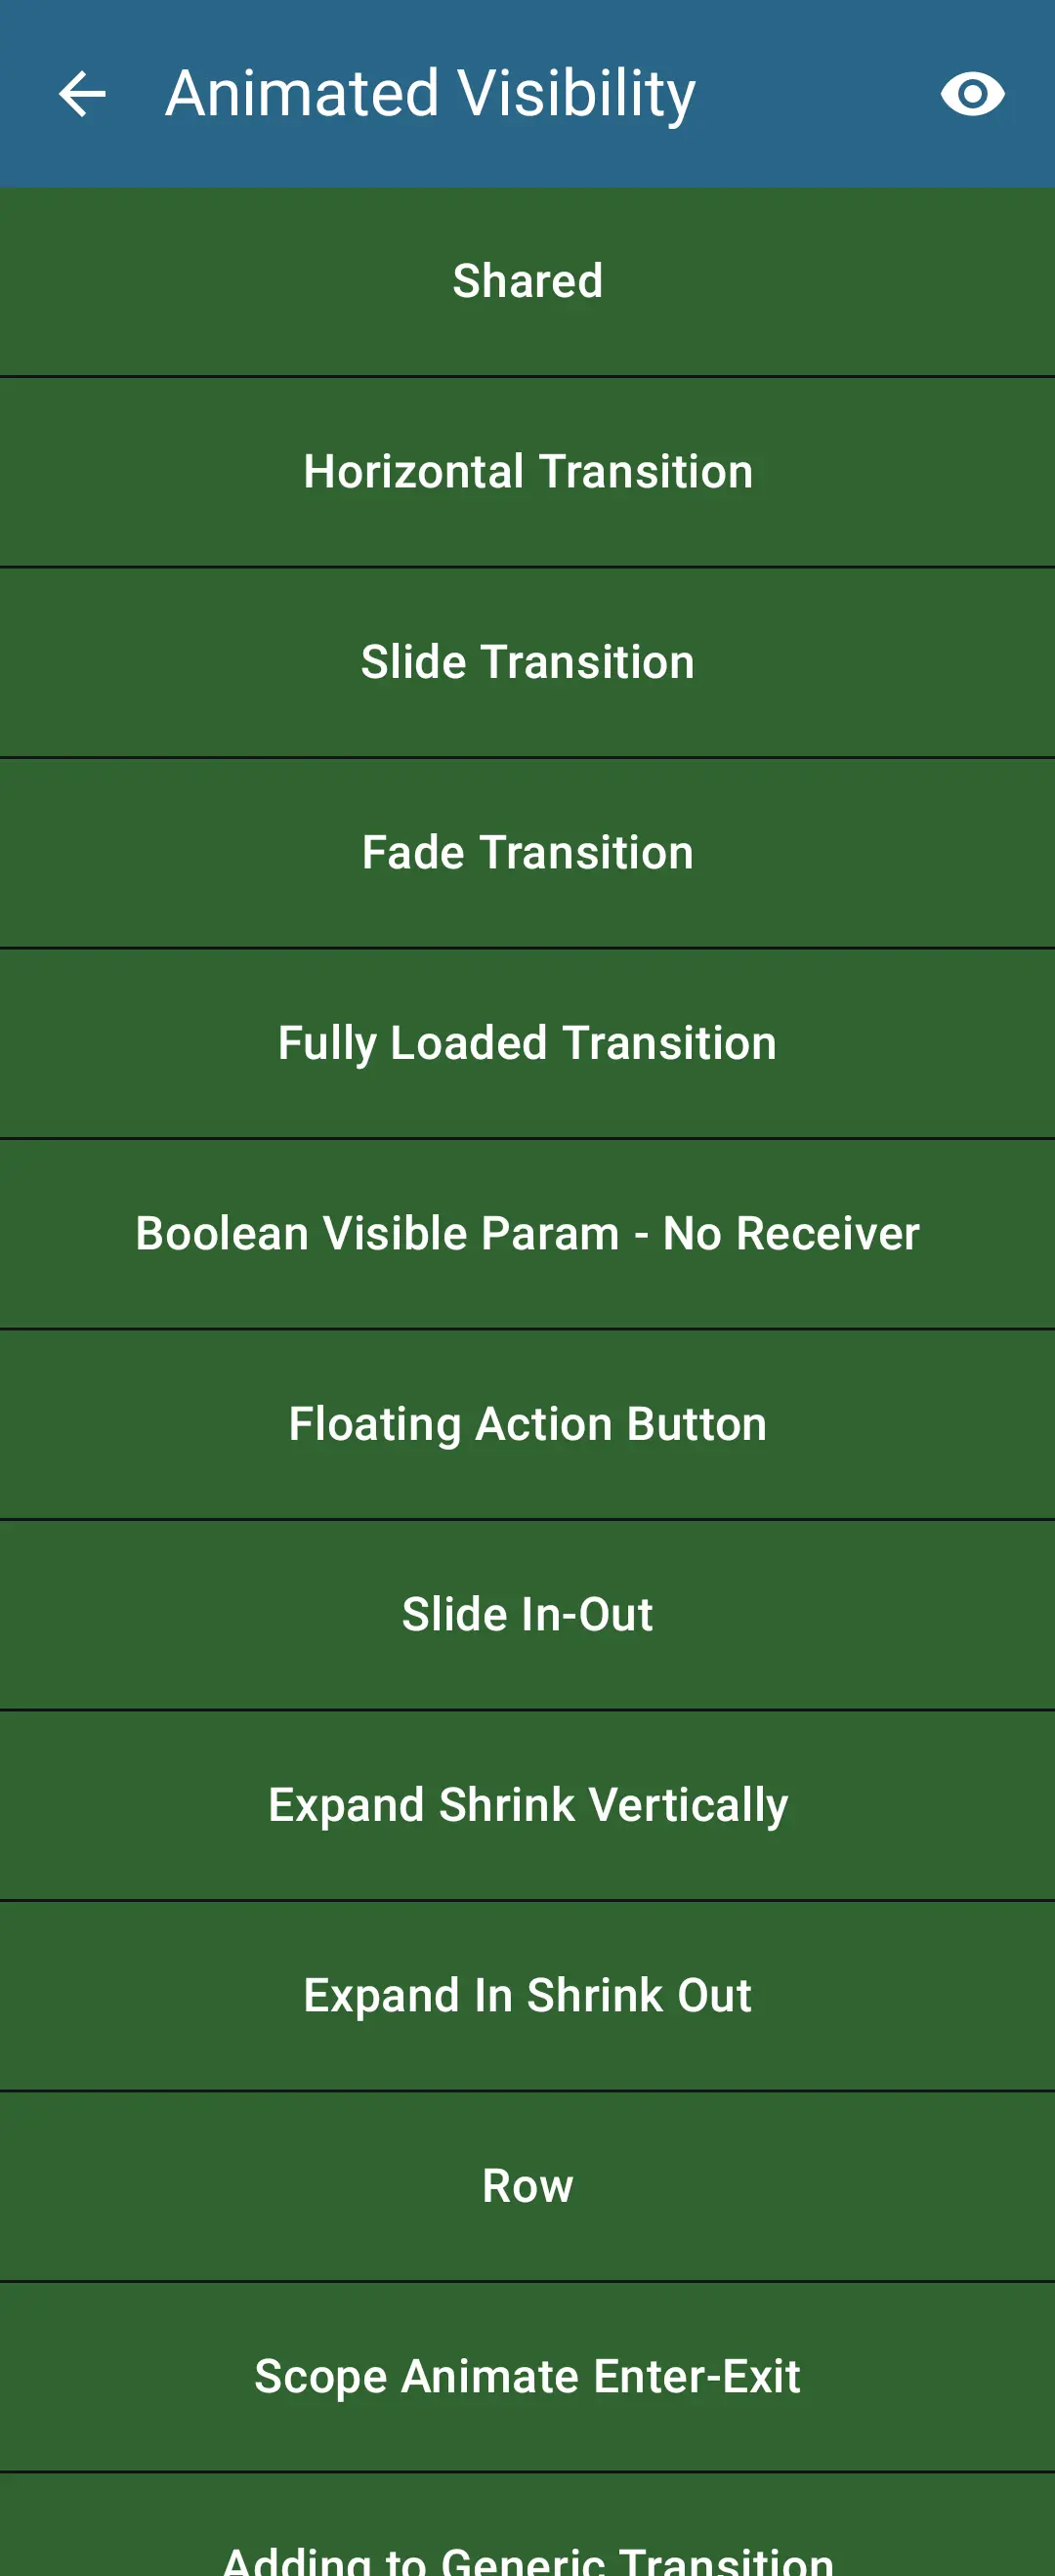 Animated Visibility
Shared
Horizontal Transition
Slide Transition
Fade Transition
Fully Loaded Transition
Boolean Visible Param - No Receiver
Floating Action Button
Slide In-Out
Expand Shrink Vertically
Expand In Shrink Out
Row
Scope Animate Enter-Exit
Adding to Generic Transition